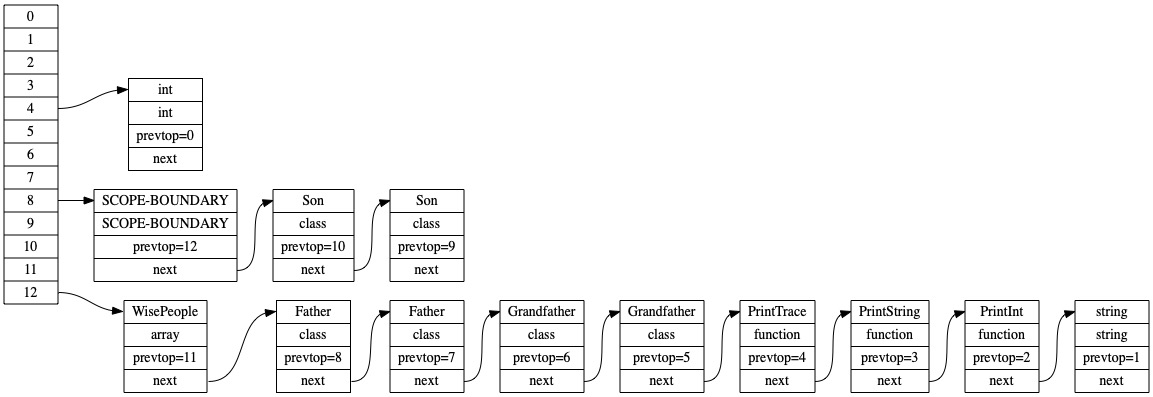 0
1
2
3
4
5
6
7
8
9
10
11
12
int
int
prevtop=0
next
SCOPE-BOUNDARY
SCOPE-BOUNDARY
prevtop=12
next
Son
class
prevtop=10
next
Son
class
prevtop=9
next
WisePeople
array
prevtop=11
next
Father
class
prevtop=8
next
Father
class
prevtop=7
next
Grandfather
class
prevtop=6
next
Grandfather
class
prevtop=5
next
PrintTrace
function
prevtop=4
next
PrintString
function
prevtop=3
next
PrintInt
function
prevtop=2
next
string
string
prevtop=1
next